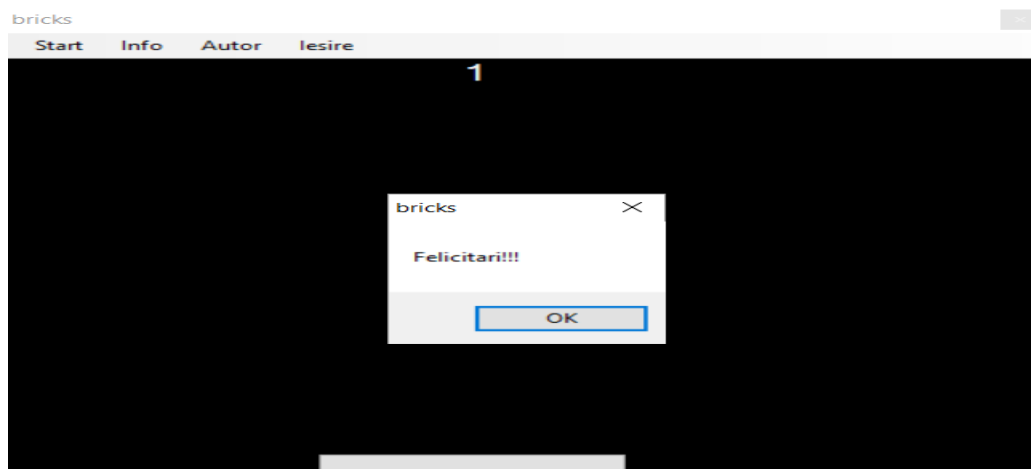 bricks
Start Info Autor Iesire
1
bricks
Felicitari!!!
OK